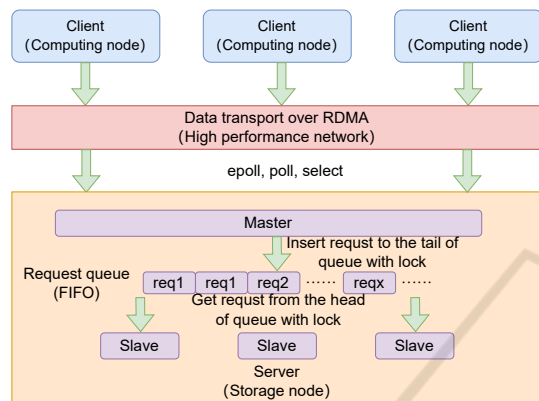 Client
(Computing node)
Client
(Computing node)
Client
(Computing node)
Data transport over RDMA
(High performance network)
epoll, poll, select
Master
Insert requst to the tail of
queue with lock
Request queue
(FIFO)
req1 req1 req2 ...... reqx ......
Get requst from the head
of queue with lock
Slave Slave Slave
Server
(Storage node)